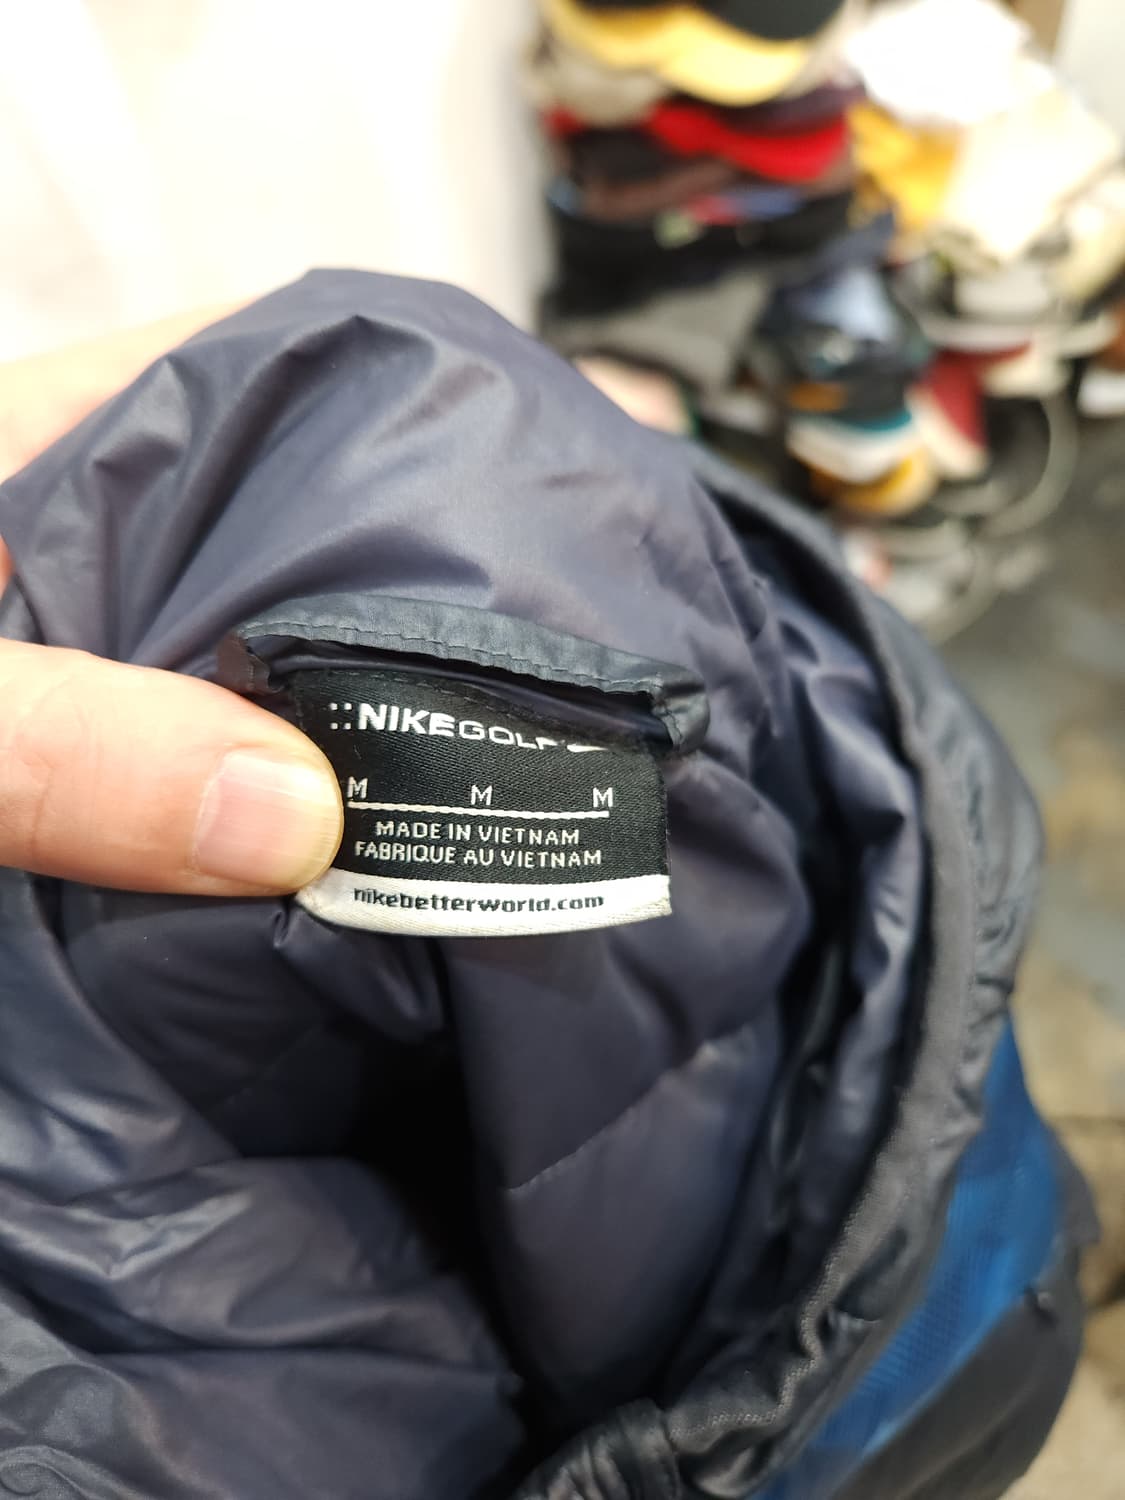 NIKEGOLF
M M M
MADE IN VIETNAM
FABRIQUE AU VIETNAM
nikebetterworld.com